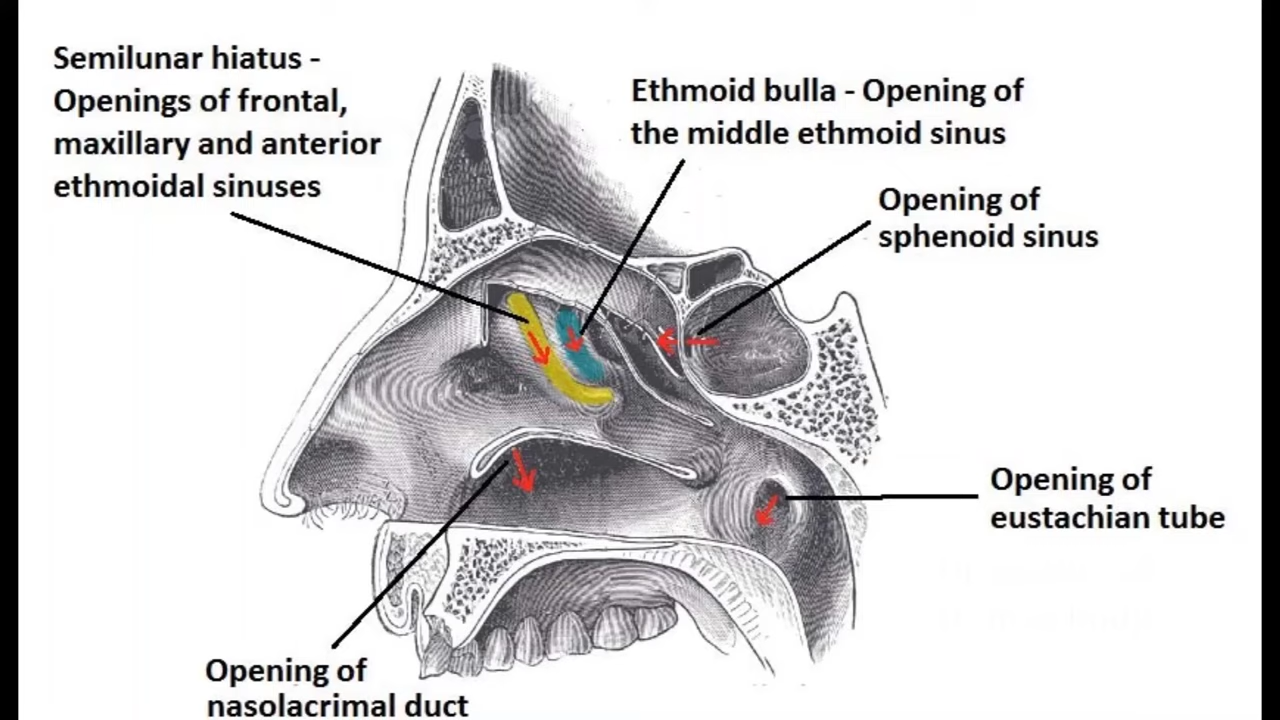 Semilunar hiatus -
Openings of frontal,
maxillary and anterior
ethmoidal sinuses
Ethmoid bulla - Opening of
the middle ethmoid sinus
Opening of
sphenoid sinus
Opening of
eustachian tube
Opening of
nasolacrimal duct